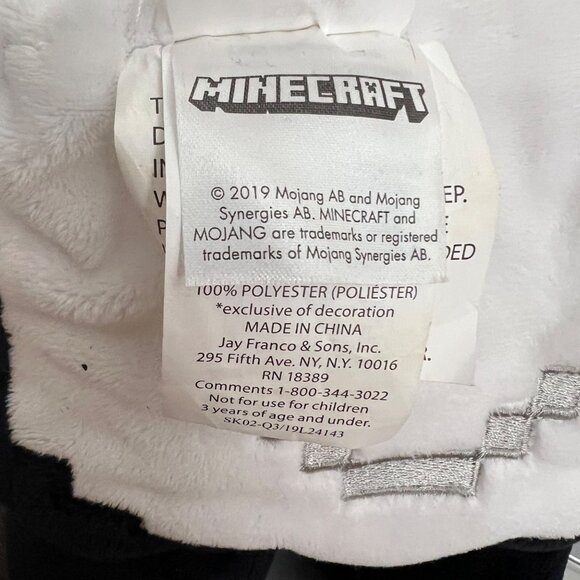 MINECRAFT
© 2019 Mojang AB and Mojang
Synergies AB. MINECRAFT and
MOJANG are trademarks or registered
trademarks of Mojang Synergies AB.
100% POLYESTER (POLIÉSTER)
*exclusive of decoration
MADE IN CHINA
Jay Franco & Sons, Inc.
295 Fifth Ave. NY, N.Y. 10016
RN 18389
Comments 1-800-344-3022
Not for use for children
3 years of age and under.
SK02-Q3/19L24143